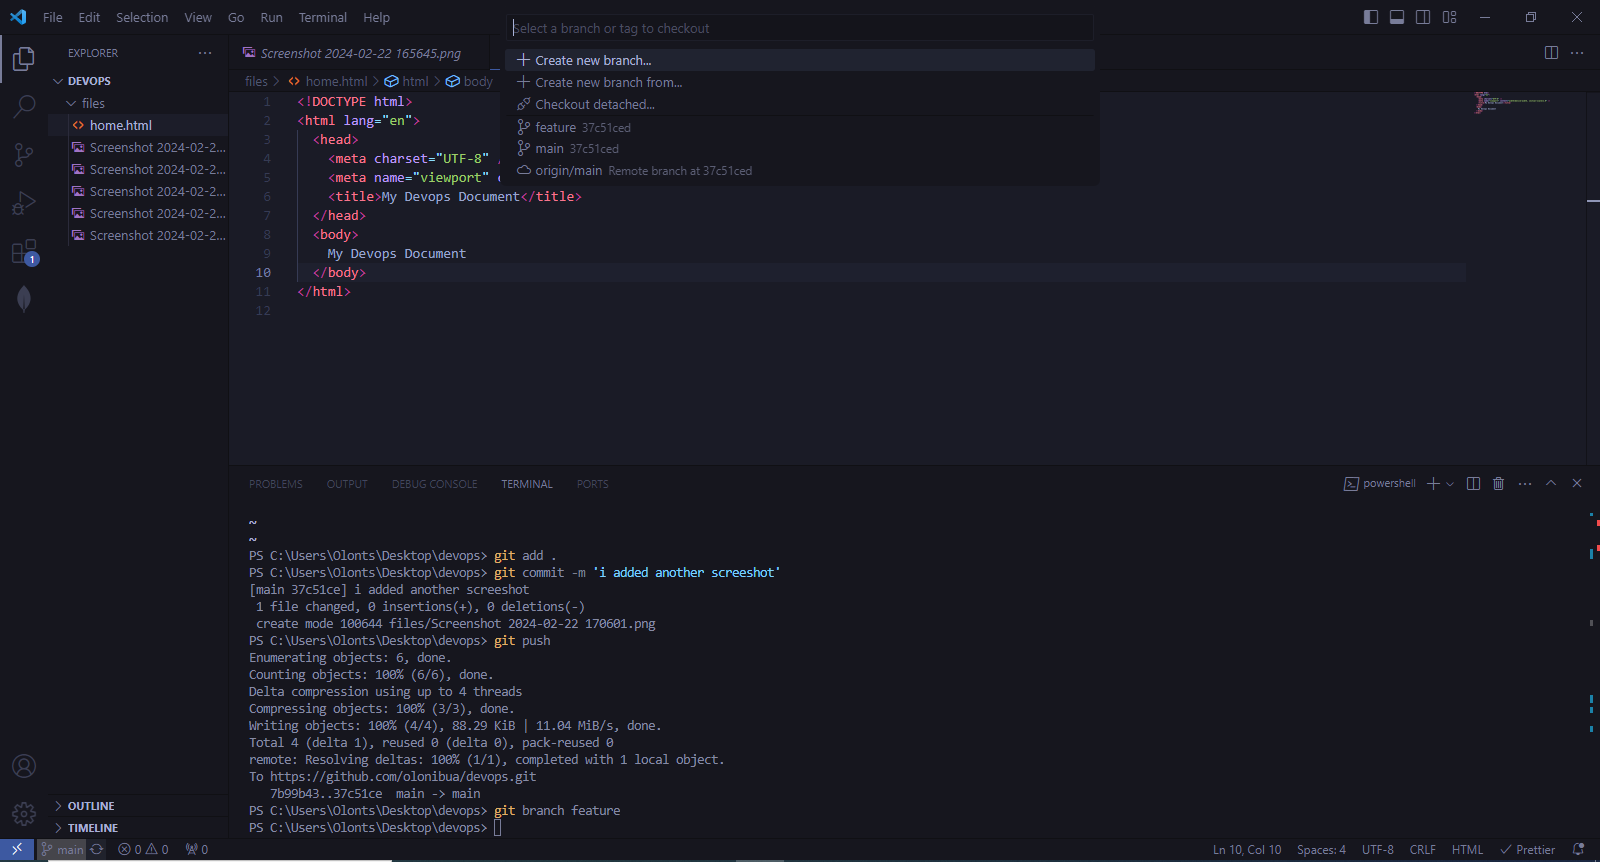 File Edit Selection View Go Run Terminal Help
Select a branch or tag to checkout
Create new branch...
Create new branch from...
Checkout detached...
feature 37c51ced
main 37c51ced
origin/main Remote branch at 37c51ced
EXPLORER
DEVOPS
files
home.html
Screenshot 2024-02-2...
Screenshot 2024-02-2...
Screenshot 2024-02-2...
Screenshot 2024-02-2...
Screenshot 2024-02-2...
1
OUTLINE
TIMELINE
Screenshot 2024-02-22 165645.png
files > home.html > html > body
1 <!DOCTYPE html>
2 <html lang="en">
3 <head>
4 <meta charset="UTF-8"
5 <meta name="viewport"
6 <title>My Devops Document</title>
7 </head>
8 <body>
9 My Devops Document
10 </body>
11 </html>
12
PROBLEMS OUTPUT DEBUG CONSOLE TERMINAL PORTS
powershell
~
~
PS C:\Users\Olonts\Desktop\devops> git add .
PS C:\Users\Olonts\Desktop\devops> git commit -m 'i added another screeshot'
[main 37c51ce] i added another screeshot
1 file changed, 0 insertions(+), 0 deletions(-)
create mode 100644 files/Screenshot 2024-02-22 170601.png
PS C:\Users\Olonts\Desktop\devops> git push
Enumerating objects: 6, done.
Counting objects: 100% (6/6), done.
Delta compression using up to 4 threads
Compressing objects: 100% (3/3), done.
Writing objects: 100% (4/4), 88.29 KiB | 11.04 MiB/s, done.
Total 4 (delta 1), reused 0 (delta 0), pack-reused 0
remote: Resolving deltas: 100% (1/1), completed with 1 local object.
To https://github.com/olonibua/devops.git
7b99b43..37c51ce main -> main
PS C:\Users\Olonts\Desktop\devops> git branch feature
PS C:\Users\Olonts\Desktop\devops>
main 0 0 0 Ln 10, Col 10 Spaces: 4 UTF-8 CRLF HTML Prettier